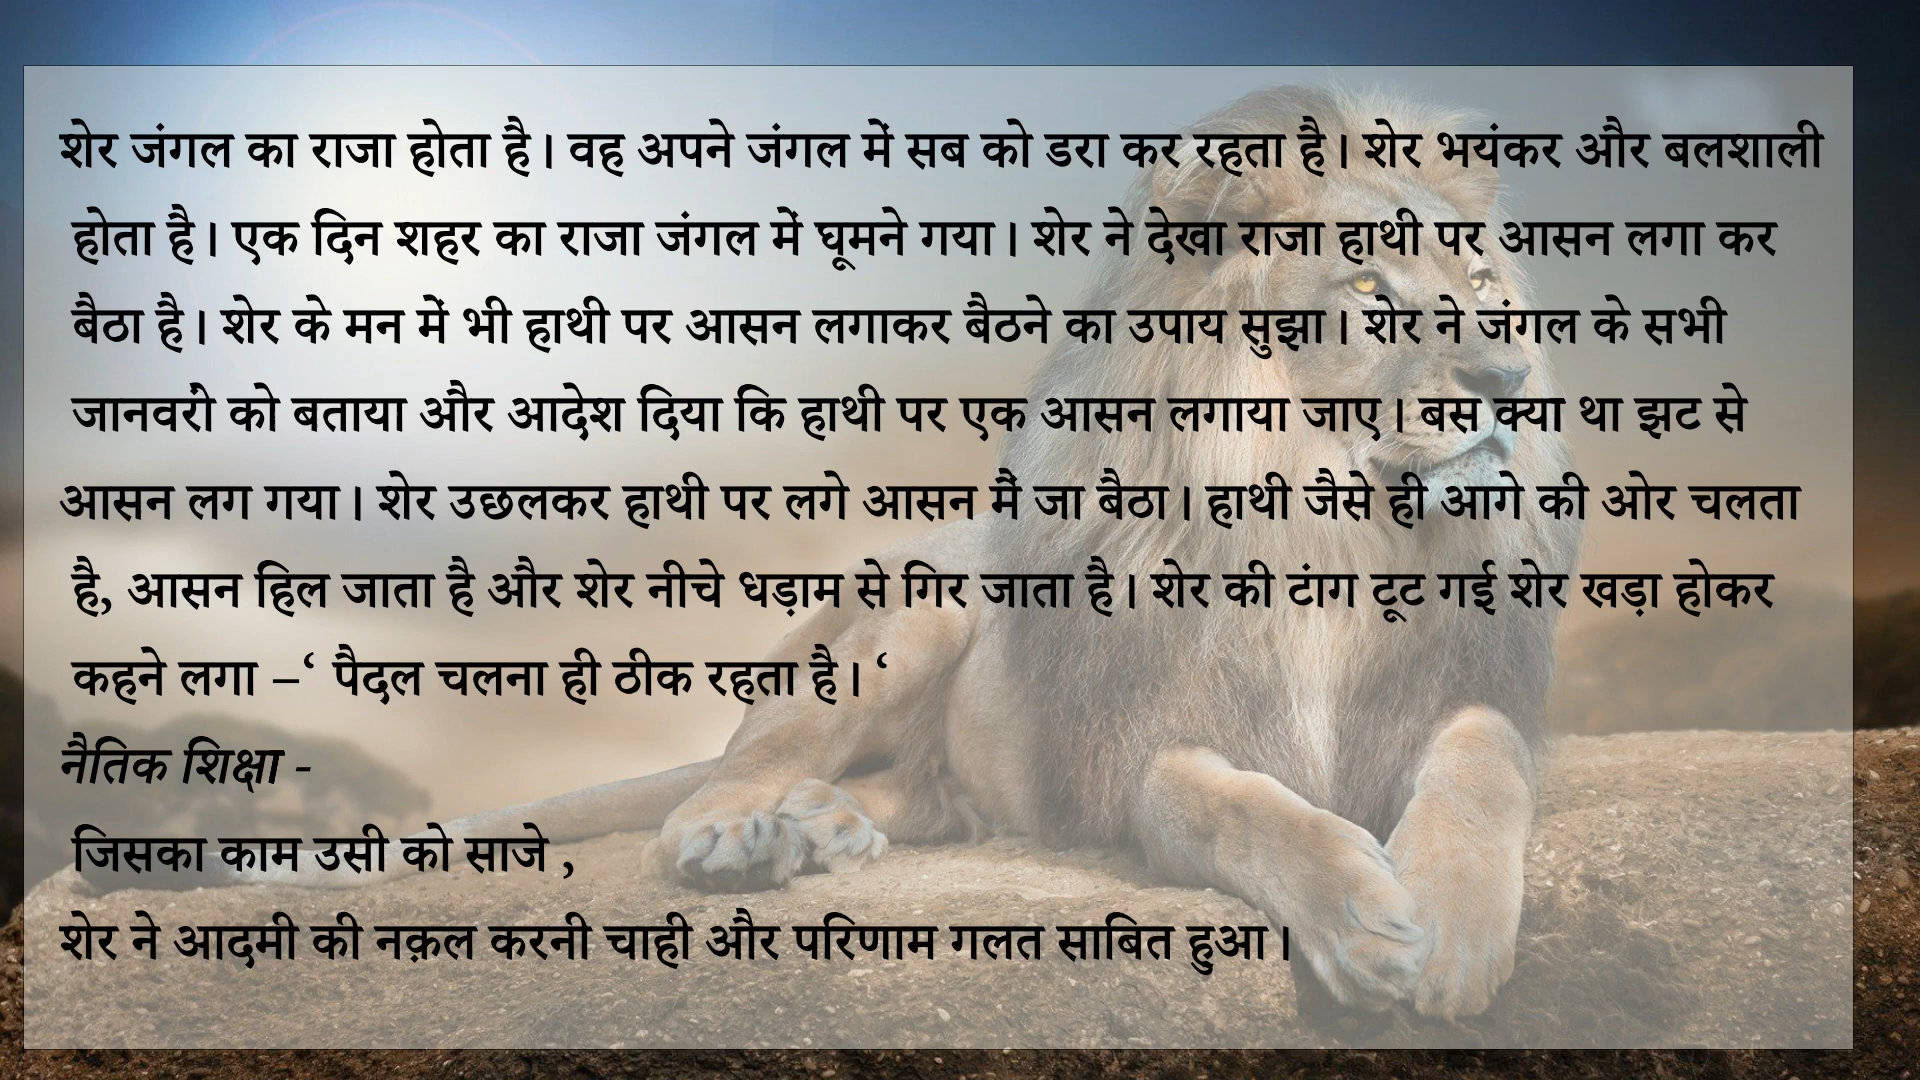 शेर जंगल का राजा होता है। वह अपने जंगल में सब को डरा कर रहता है। शेर भयंकर और बलशाली
होता है। एक दिन शहर का राजा जंगल में घूमने गया। शेर ने देखा राजा हाथी पर आसन लगा कर
बैठा है। शेर के मन में भी हाथी पर आसन लगाकर बैठने का उपाय सुझा। शेर ने जंगल के सभी
जानवरों को बताया और आदेश दिया कि हाथी पर एक आसन लगाया जाए। बस क्या था झट से
आसन लग गया। शेर उछलकर हाथी पर लगे आसन मैं जा बैठा। हाथी जैसे ही आगे की ओर चलता
है, आसन हिल जाता है और शेर नीचे धड़ाम से गिर जाता है। शेर की टांग टूट गई शेर खड़ा होकर
कहने लगा –‘ पैदल चलना ही ठीक रहता है। ‘
नैतिक शिक्षा -
जिसका काम उसी को साजे ,
शेर ने आदमी की नक़ल करनी चाही और परिणाम गलत साबित हुआ।